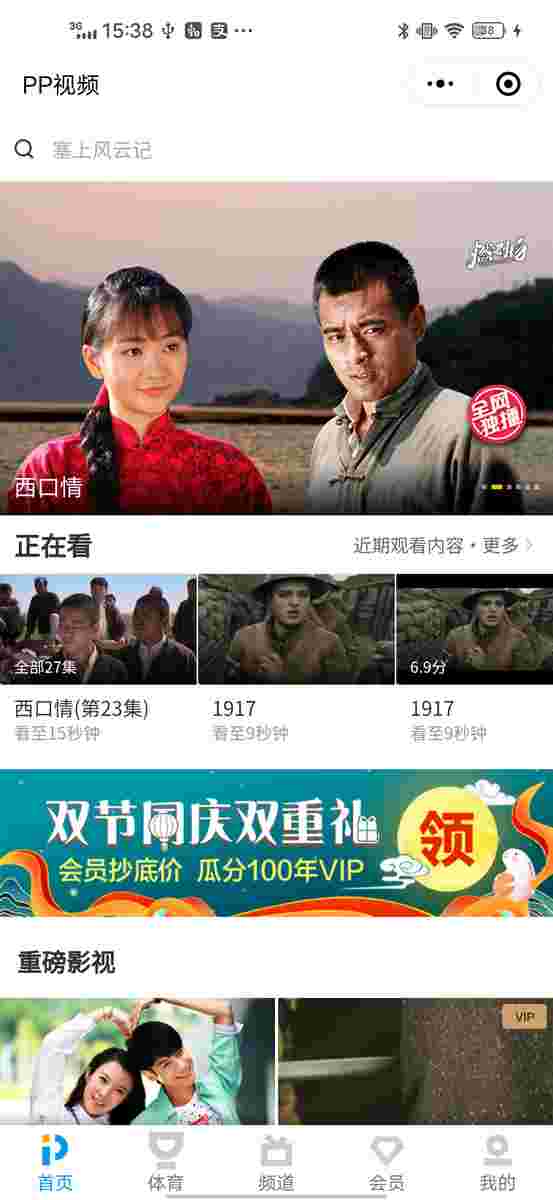 3G 15:38
PP视频
塞上风云记
全网
独播
西口情
正在看
近期观看内容·更多
全部27集
6.9分
西口情(第23集)
1917
1917
看至15秒钟
看至9秒钟
看至9秒钟
双节同庆双重礼
会员抄底价 瓜分100年VIP
领
重磅影视
VIP
首页
体育
频道
会员
我的